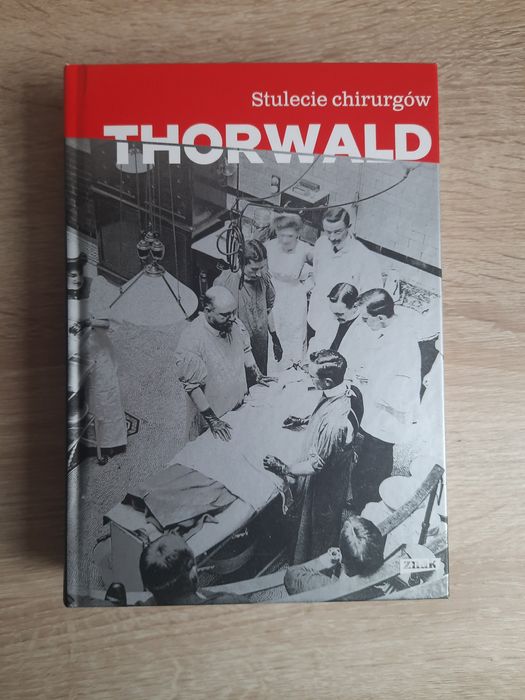 Stulecie chirurgów
THORWALD
Znak